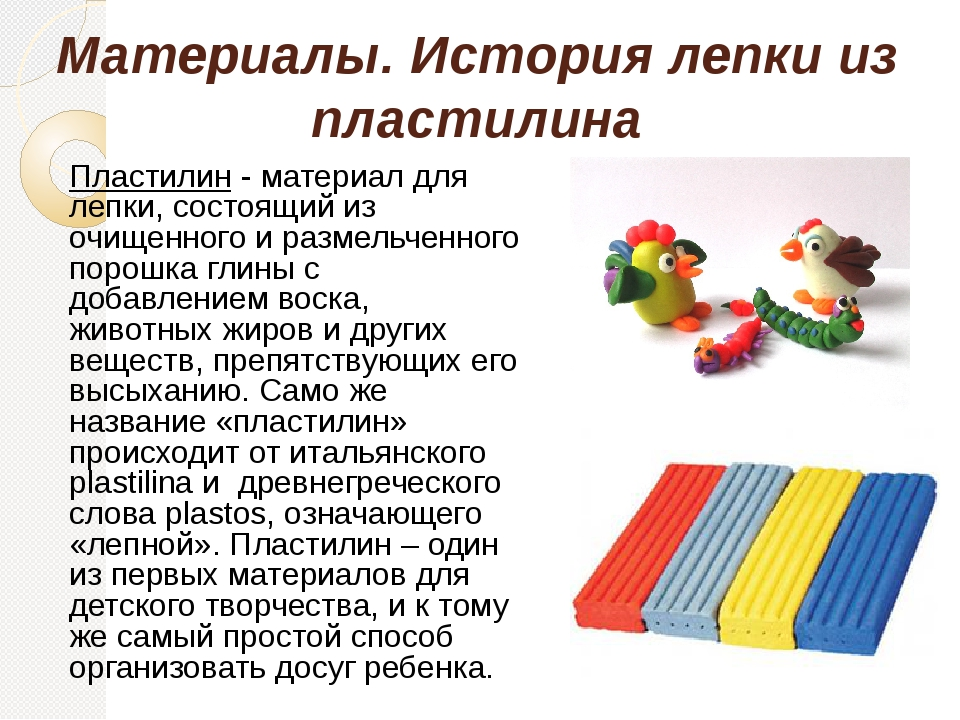 Материалы. История лепки из
пластилина
Пластилин - материал для
лепки, состоящий из
очищенного и размельченного
порошка глины с
добавлением воска,
животных жиров и других
веществ, препятствующих его
высыханию. Само же
название «пластилин»
происходит от итальянского
plastilina и  древнегреческого
слова plastos, означающего
«лепной». Пластилин – один
из первых материалов для
детского творчества, и к тому
же самый простой способ
организовать досуг ребенка.